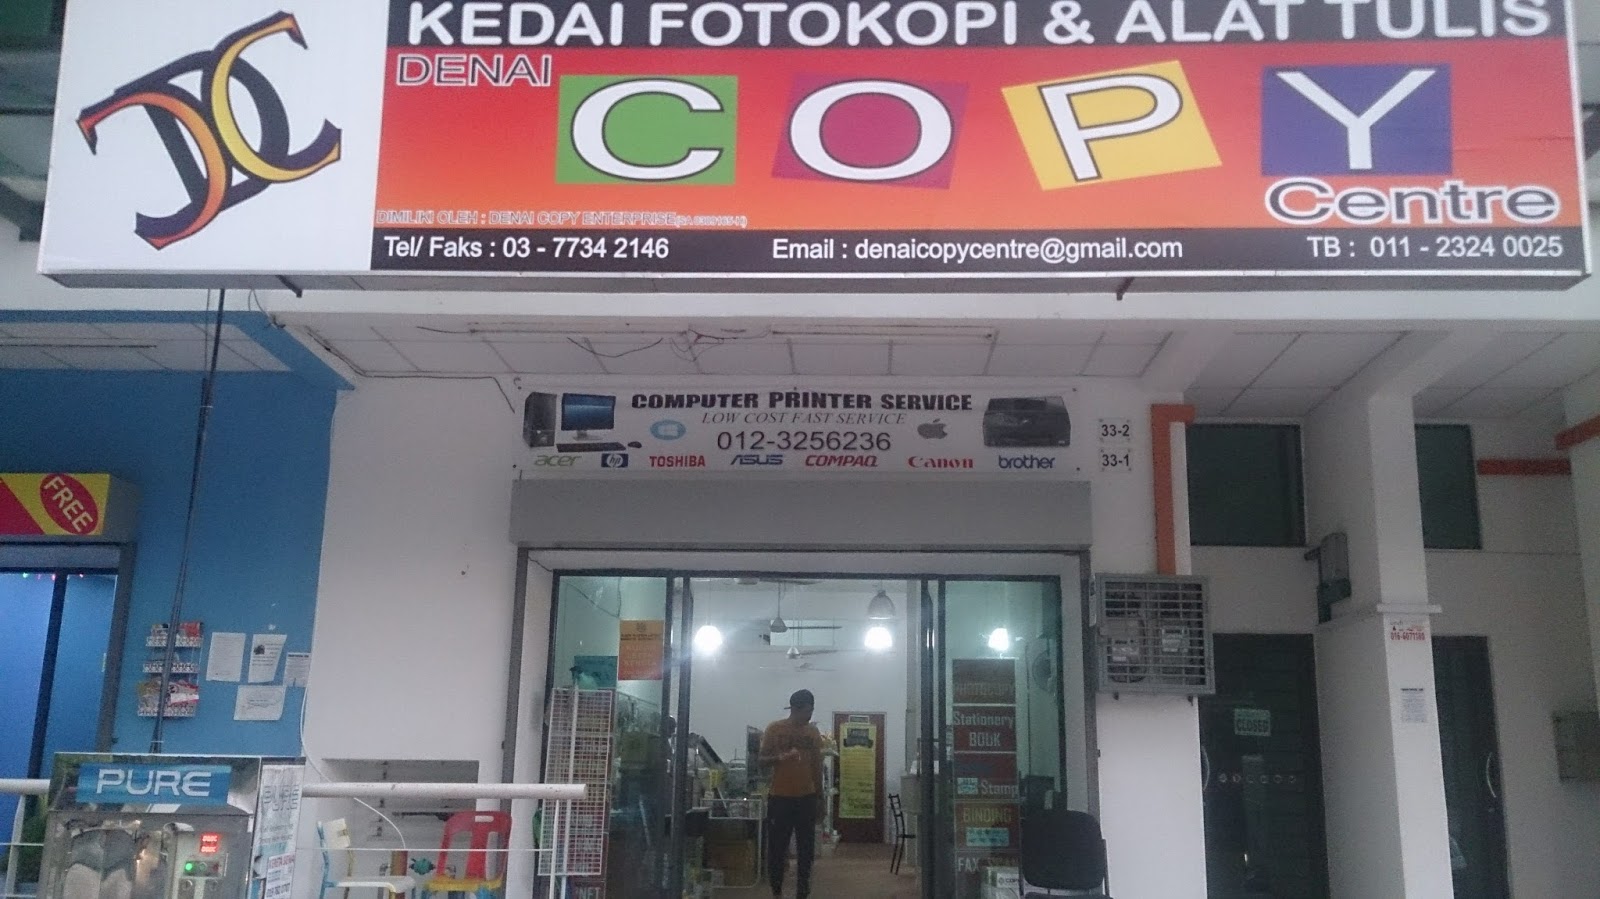 KEDAI FOTOKOPI & ALAT TULIS
DENAI
COPY
Centre
DIMILIKI OLEH : DENAI COPY ENTERPRISE
Tel/ Faks : 03 - 7734 2146 Email : denaicopycentre@gmail.com TB : 011 - 2324 0025
COMPUTER PRINTER SERVICE
LOW COST FAST SERVICE
012-3256236
acer hp TOSHIBA ASUS COMPAQ Canon brother
33-2
33-1
FREE
PHOTOCOPY
Stationery
BOOK
Stamp
BINDING
FAX
CLOSED
PURE